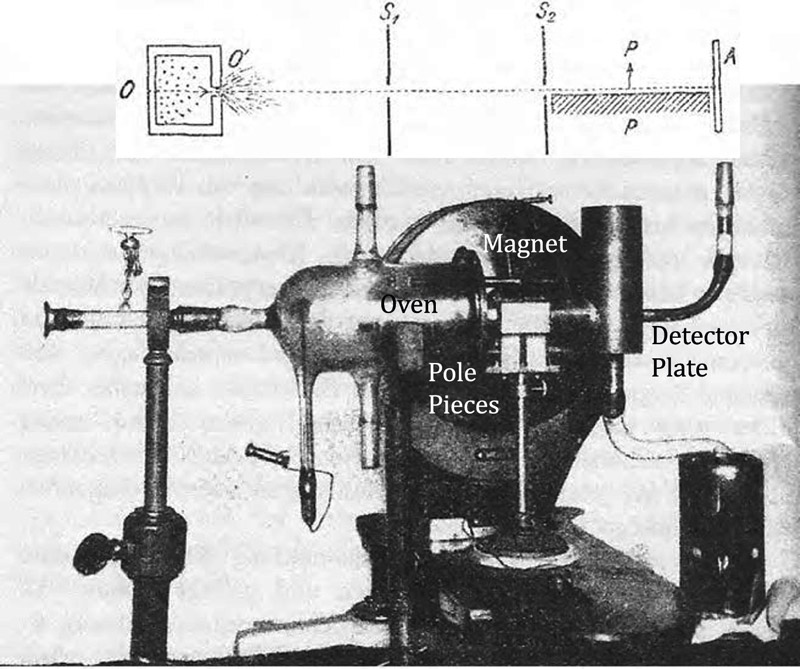 S1
S2
O
O'
P
A
P
Magnet
Oven
Detector
Plate
Pole
Pieces